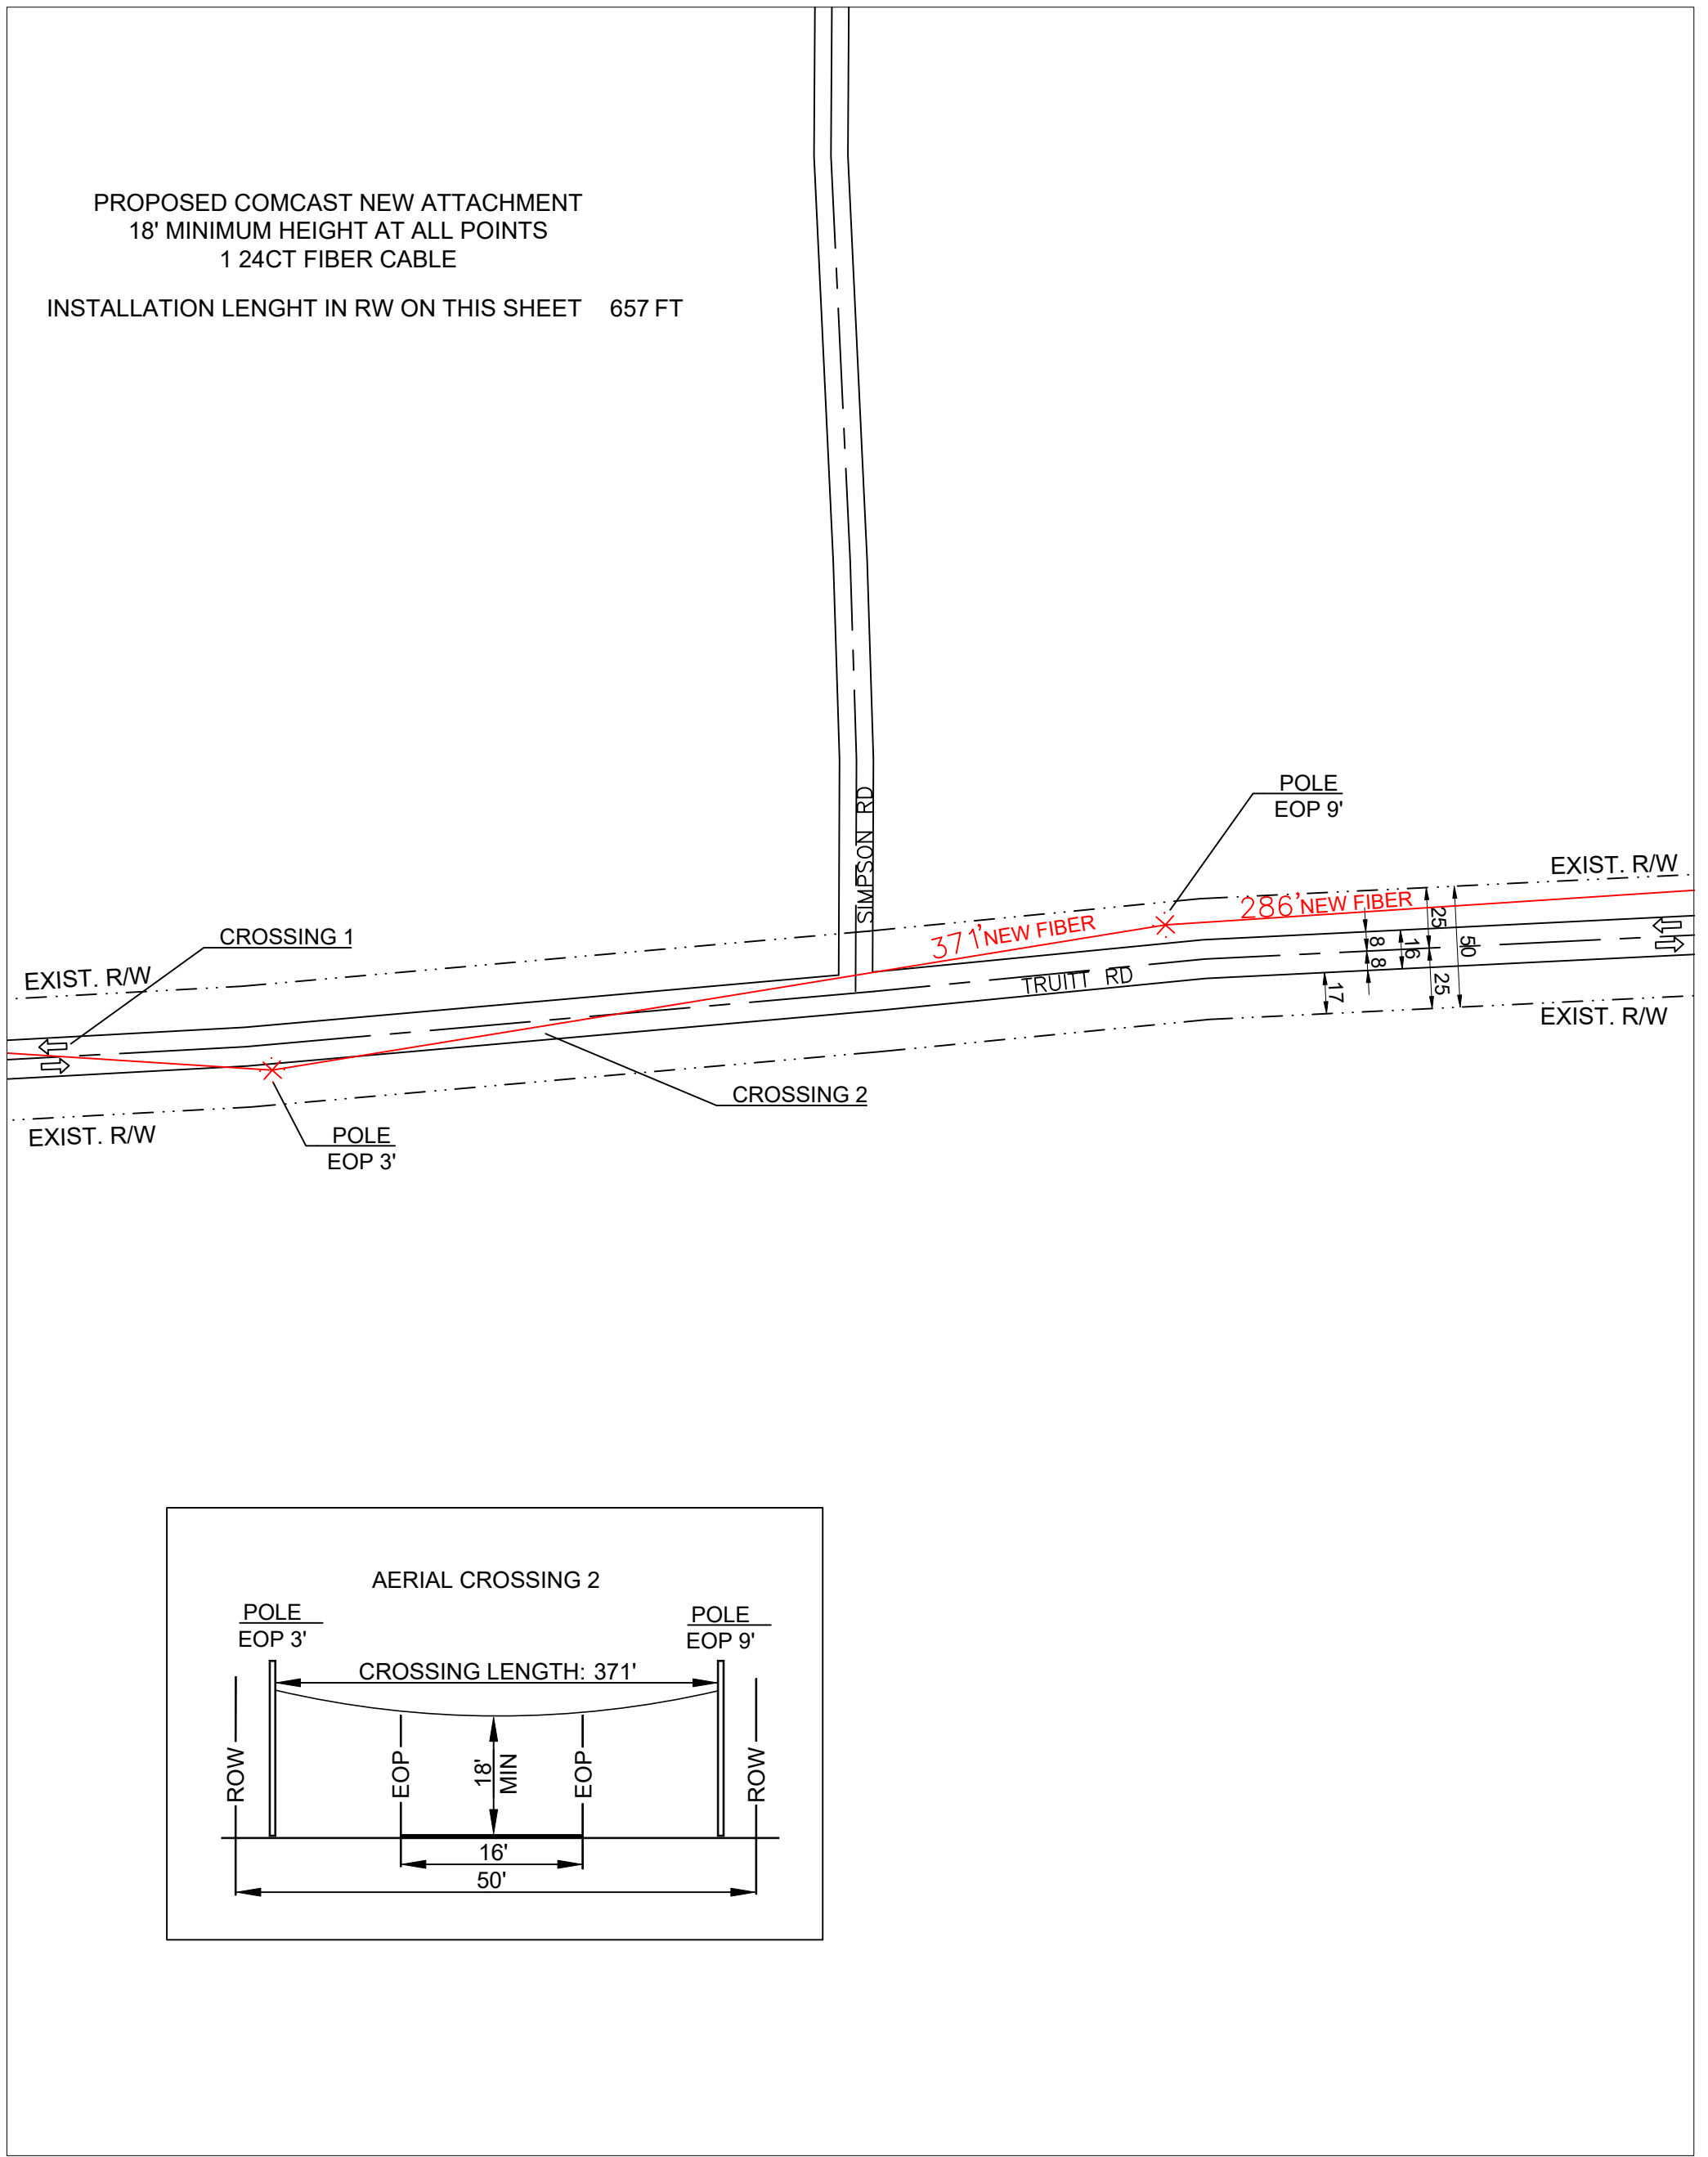 PROPOSED COMCAST NEW ATTACHMENT
18' MINIMUM HEIGHT AT ALL POINTS
1 24CT FIBER CABLE
INSTALLATION LENGHT IN RW ON THIS SHEET 657 FT
SIMPSON RD
POLE
EOP 9'
EXIST. R/W
286' NEW FIBER
371' NEW FIBER
25
50
8
16
8
25
17
TRUITT RD
EXIST. R/W
CROSSING 1
EXIST. R/W
CROSSING 2
EXIST. R/W
POLE
EOP 3'
AERIAL CROSSING 2
POLE
EOP 3'
POLE
EOP 9'
CROSSING LENGTH: 371'
ROW
EOP
18'
MIN
EOP
ROW
16'
50'